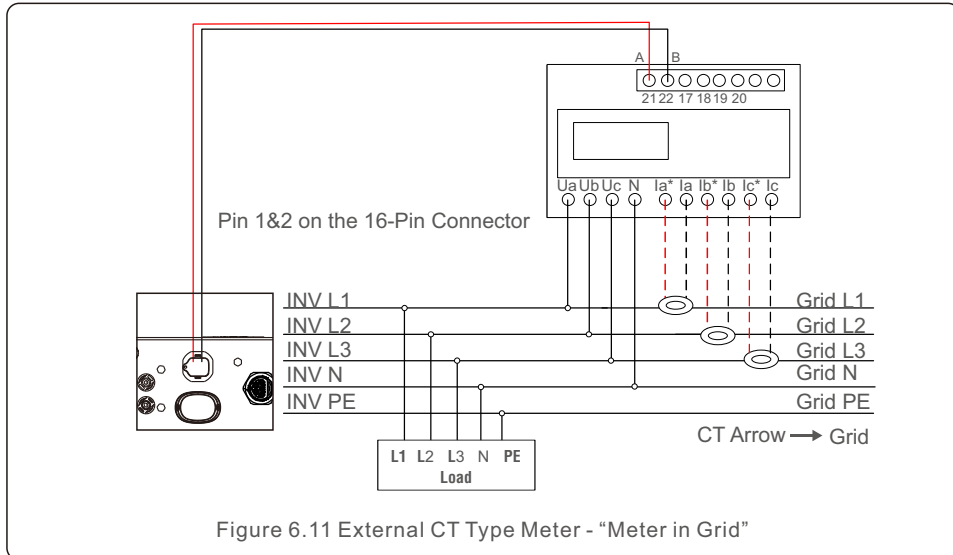 A B
21 22 17 18 19 20
Ua Ub Uc N Ia* Ia Ib* Ib Ic* Ic
Pin 1&2 on the 16-Pin Connector
INV L1 Grid L1
INV L2 Grid L2
INV L3 Grid L3
INV N Grid N
INV PE Grid PE
CT Arrow → Grid
L1 L2 L3 N PE
Load
Figure 6.11 External CT Type Meter - “Meter in Grid”